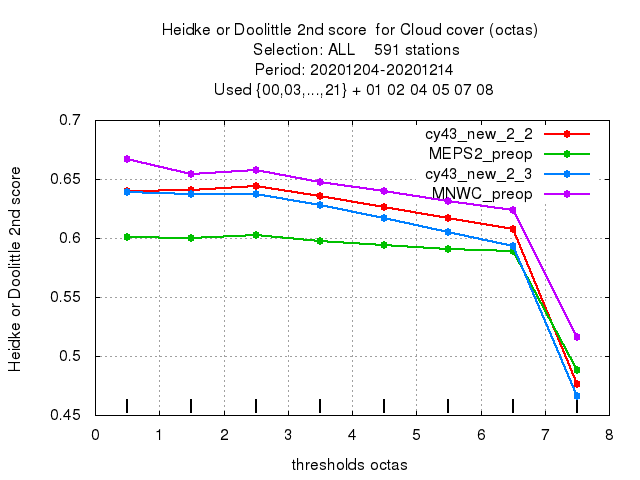 Heidke or Doolittle 2nd score  for Cloud cover (octas)
Selection: ALL    591 stations
Period: 20201204-20201214
Used {00,03,...,21} + 01 02 04 05 07 08
Heidke or Doolittle 2nd score
0.7
0.65
0.6
0.55
0.5
0.45
cy43_new_2_2
MEPS2_preop
cy43_new_2_3
MNWC_preop
0 1 2 3 4 5 6 7 8
thresholds octas